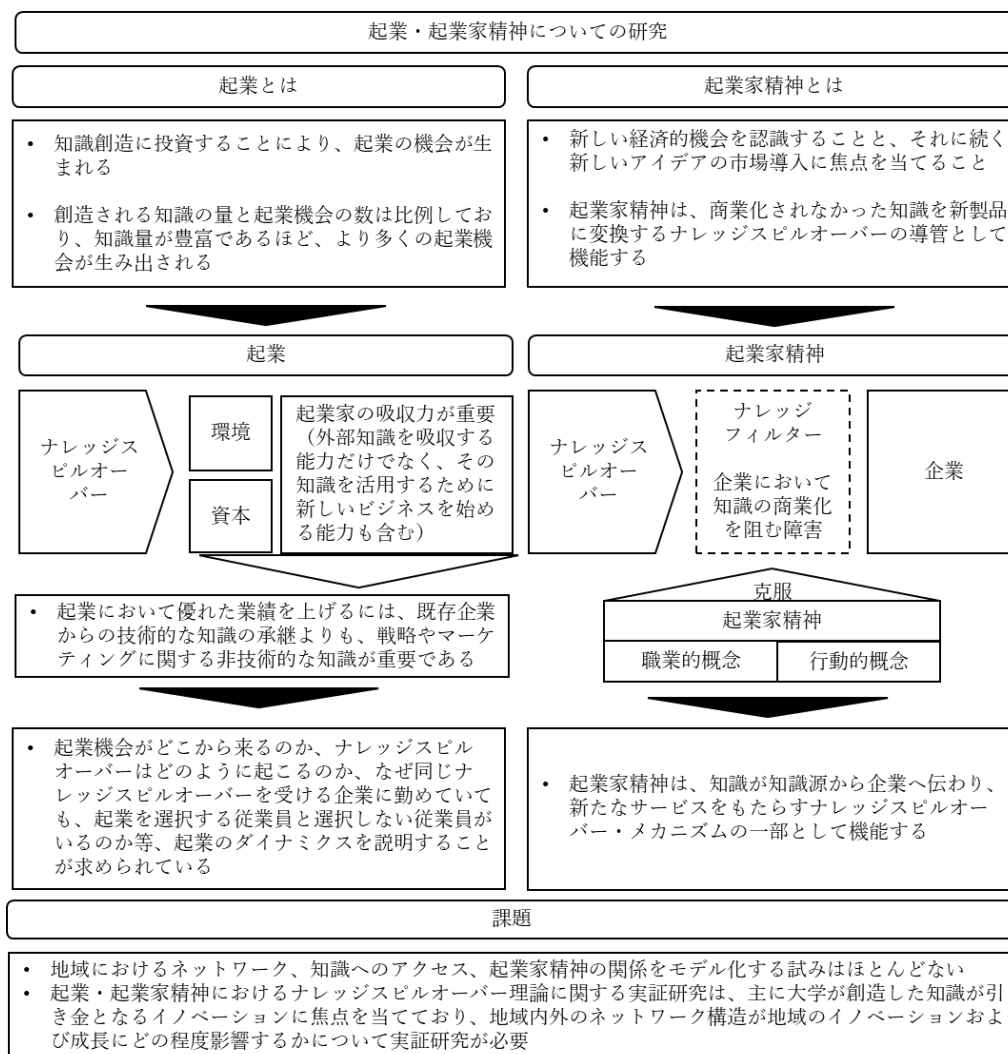 起業・起業家精神についての研究
起業とは
• 知識創造に投資することにより、起業の機会が生
まれる
• 創造される知識の量と起業機会の数は比例してお
り、知識量が豊富であるほど、より多くの起業機
会が生み出される
起業家精神とは
• 新しい経済的機会を認識することと、それに続く
新しいアイデアの市場導入に焦点を当てること
• 起業家精神は、商業化されなかった知識を新製品
に変換するナレッジスピルオーバーの導管として
機能する
起業
ナレッジス
ピルオー
バー
環境
資本
起業家の吸収力が重要
（外部知識を吸収する
能力だけでなく、その
知識を活用するために
新しいビジネスを始め
る能力も含む）
• 起業において優れた業績を上げるには、既存企業
からの技術的な知識の承継よりも、戦略やマーケ
ティングに関する非技術的な知識が重要である
• 起業機会がどこから来るのか、ナレッジスピル
オーバーはどのように起こるのか、なぜ同じナ
レッジスピルオーバーを受ける企業に勤めていて
も、起業を選択する従業員と選択しない従業員が
いるのか等、起業のダイナミクスを説明すること
が求められている
起業家精神
ナレッジス
ピルオー
バー
ナレッジ
フィルター
企業において
知識の商業化
を阻む障害
企業
克服
起業家精神
職業的概念
行動的概念
• 起業家精神は、知識が知識源から企業へ伝わり、
新たなサービスをもたらすナレッジスピルオー
バー・メカニズムの一部として機能する
課題
• 地域におけるネットワーク、知識へのアクセス、起業家精神の関係をモデル化する試みはほとんどない
• 起業・起業家精神におけるナレッジスピルオーバー理論に関する実証研究は、主に大学が創造した知識が引
き金となるイノベーションに焦点を当てており、地域内外のネットワーク構造が地域のイノベーションおよ
び成長にどの程度影響するかについて実証研究が必要